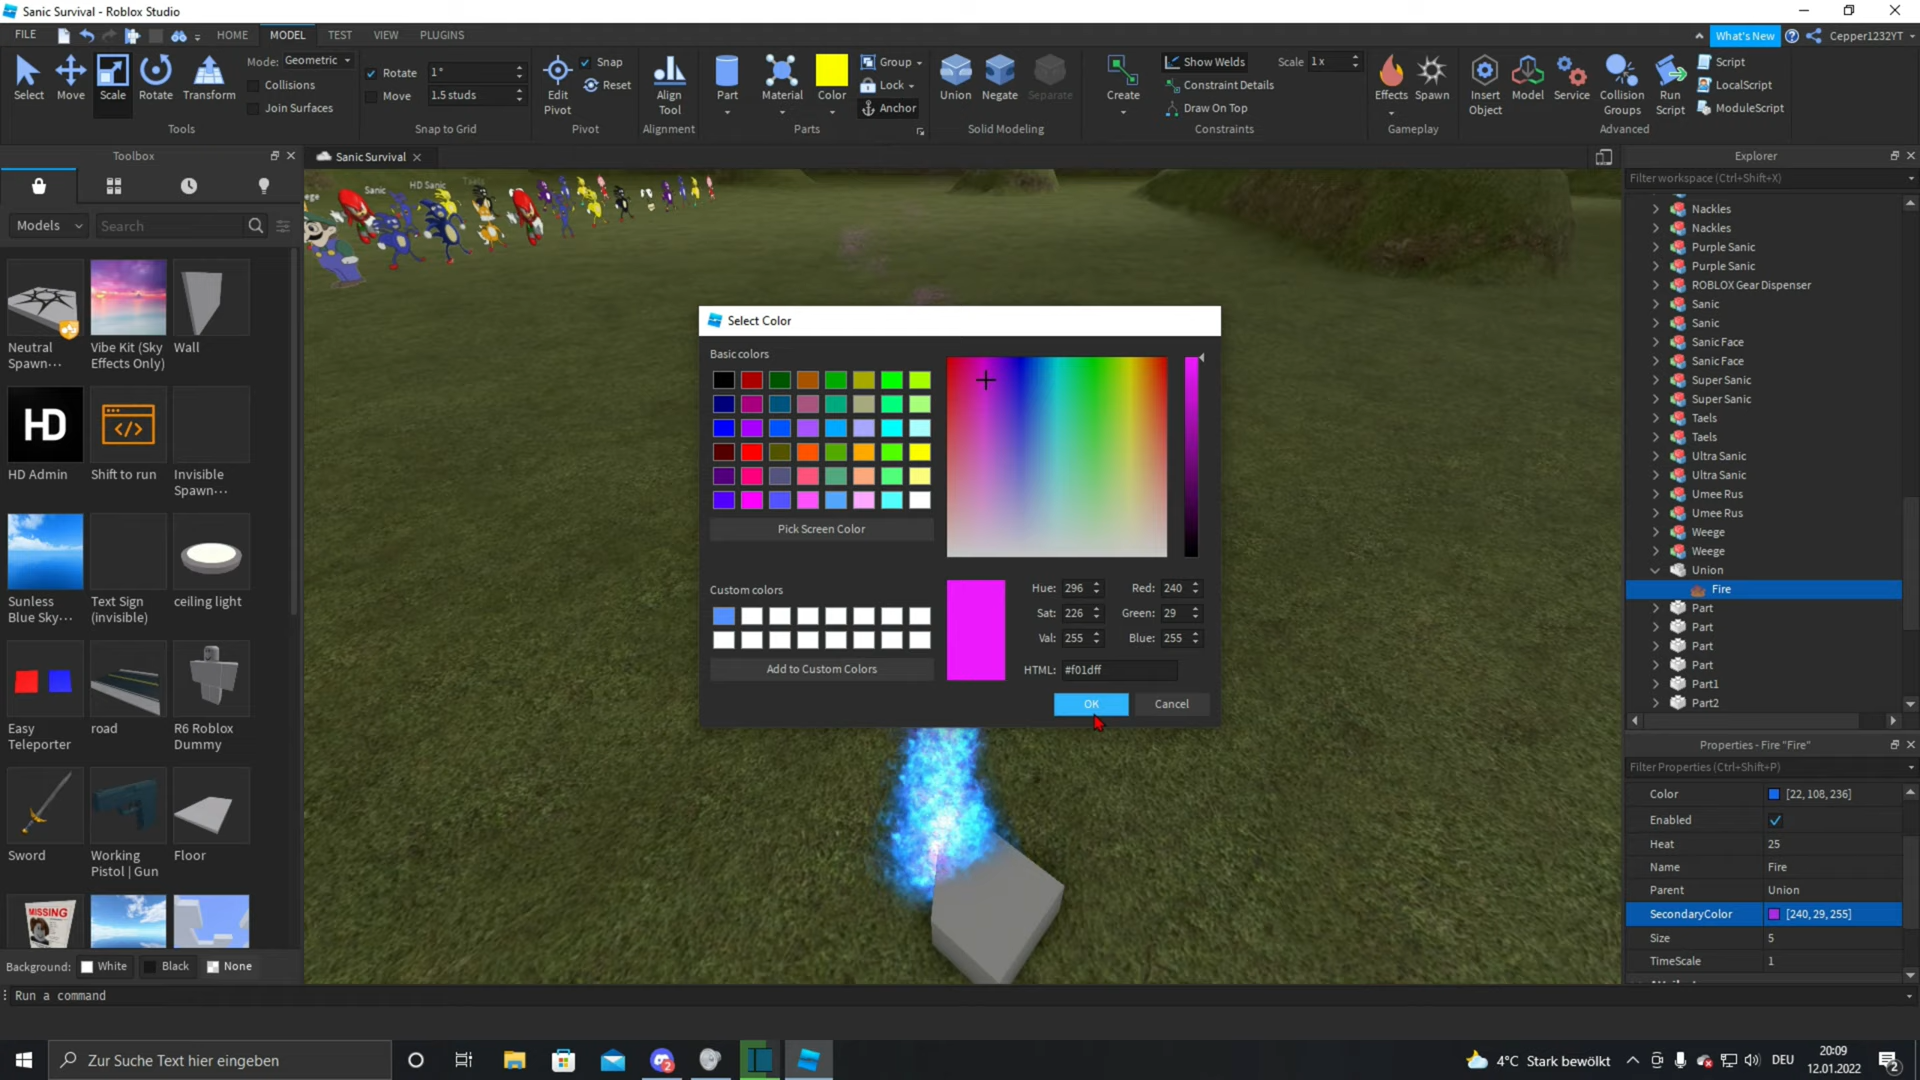 Sanic Survival - Roblox Studio
FILE HOME MODEL TEST VIEW PLUGINS What's New Cepper1232YT
Select Move Scale Rotate Transform
Mode: Geometric
Collisions
Join Surfaces
Tools
Rotate 1°
Move 1.5 studs
Snap to Grid
Edit Pivot
Snap
Reset
Pivot
Align Tool
Alignment
Part Material Color
Group
Lock
Anchor
Parts
Union Negate Separate
Solid Modeling
Create
Show Welds
Scale 1 x
Constraint Details
Draw On Top
Constraints
Effects Spawn
Gameplay
Insert Object
Model Service
Collision Groups
Run Script
Script
LocalScript
ModuleScript
Advanced
Toolbox
Models Search
Neutral Spawn···
Vibe Kit (Sky Effects Only)
Wall
HD
HD Admin
Shift to run
Invisible Spawn···
Sunless Blue Sky···
Text Sign (invisible)
ceiling light
Easy Teleporter
road
R6 Roblox Dummy
Sword
Working Pistol | Gun
Floor
MISSING
Background: White Black None
Run a command
Sanic Survival
Sanic
HD Sanic
Taels
Select Color
Basic colors
Pick Screen Color
Custom colors
Add to Custom Colors
Hue: 296 Red: 240
Sat: 226 Green: 29
Val: 255 Blue: 255
HTML: #f01dff
OK Cancel
Explorer
Filter workspace (Ctrl+Shift+X)
Nackles
Nackles
Purple Sanic
Purple Sanic
ROBLOX Gear Dispenser
Sanic
Sanic
Sanic Face
Sanic Face
Super Sanic
Super Sanic
Taels
Taels
Ultra Sanic
Ultra Sanic
Umee Rus
Umee Rus
Weege
Weege
Union
Fire
Part
Part
Part
Part
Part1
Part2
Properties - Fire "Fire"
Filter Properties (Ctrl+Shift+P)
Color [22, 108, 236]
Enabled
Heat 25
Name Fire
Parent Union
SecondaryColor [240, 29, 255]
Size 5
TimeScale 1
Zur Suche Text hier eingeben
2
4°C Stark bewölkt
DEU
20:09
12.01.2022
2